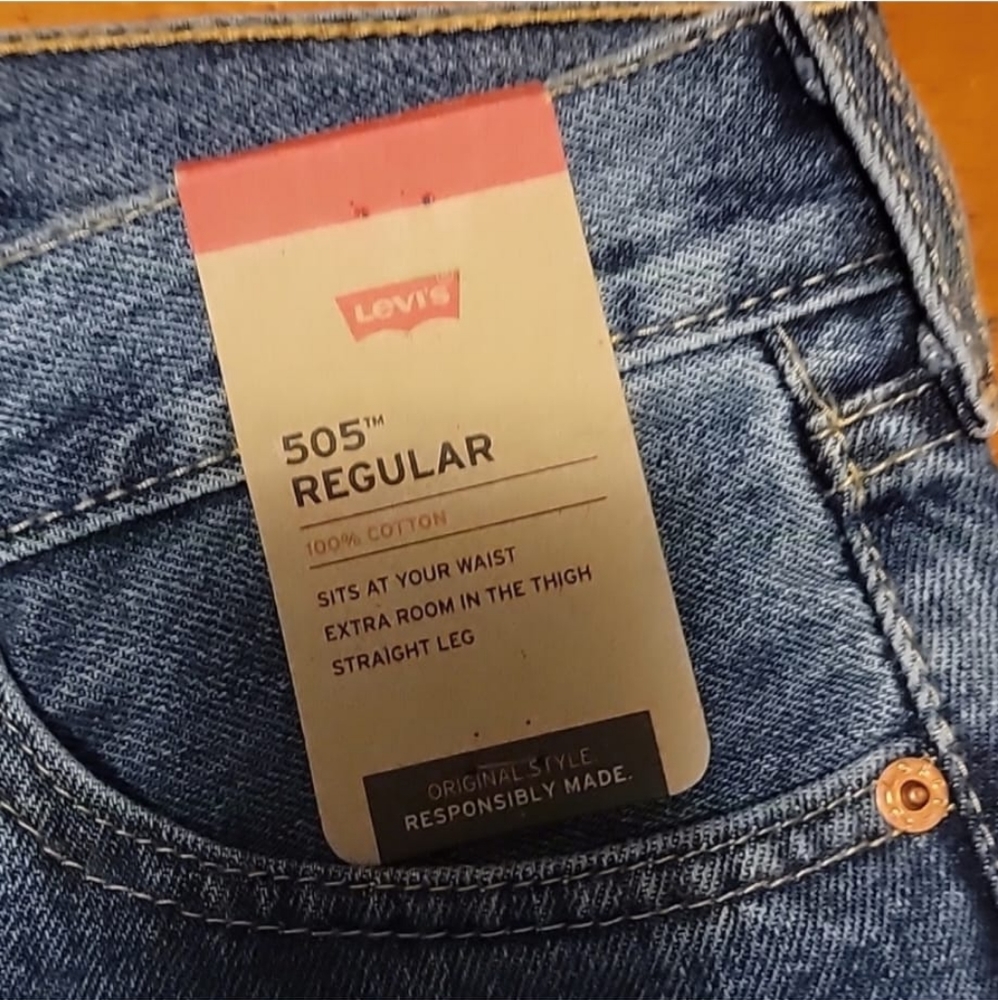 Levi's
505™
REGULAR
100% COTTON
SITS AT YOUR WAIST
EXTRA ROOM IN THE THIGH
STRAIGHT LEG
ORIGINAL STYLE
RESPONSIBLY MADE.